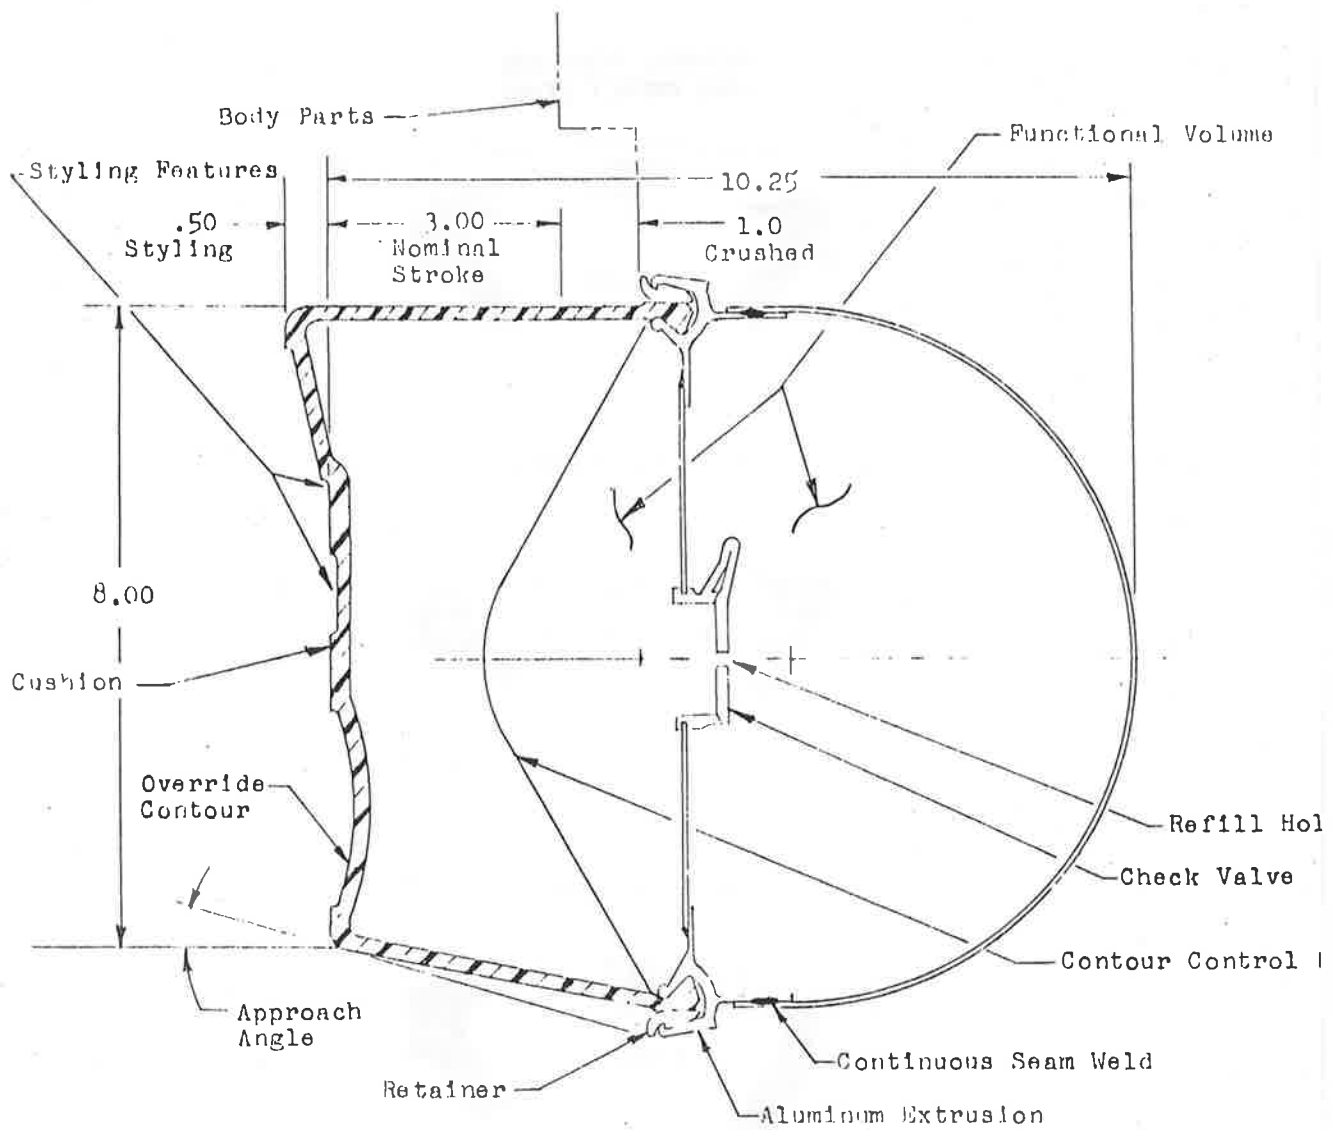 Body Parts
Functional Volume
Styling Features
10.25
.50
Styling
3.00
Nominal
Stroke
1.0
Crushed
8.00
Cushion
Override
Contour
Refill Hol
Check Valve
Contour Control
Approach
Angle
Continuous Seam Weld
Retainer
Aluminum Extrusion